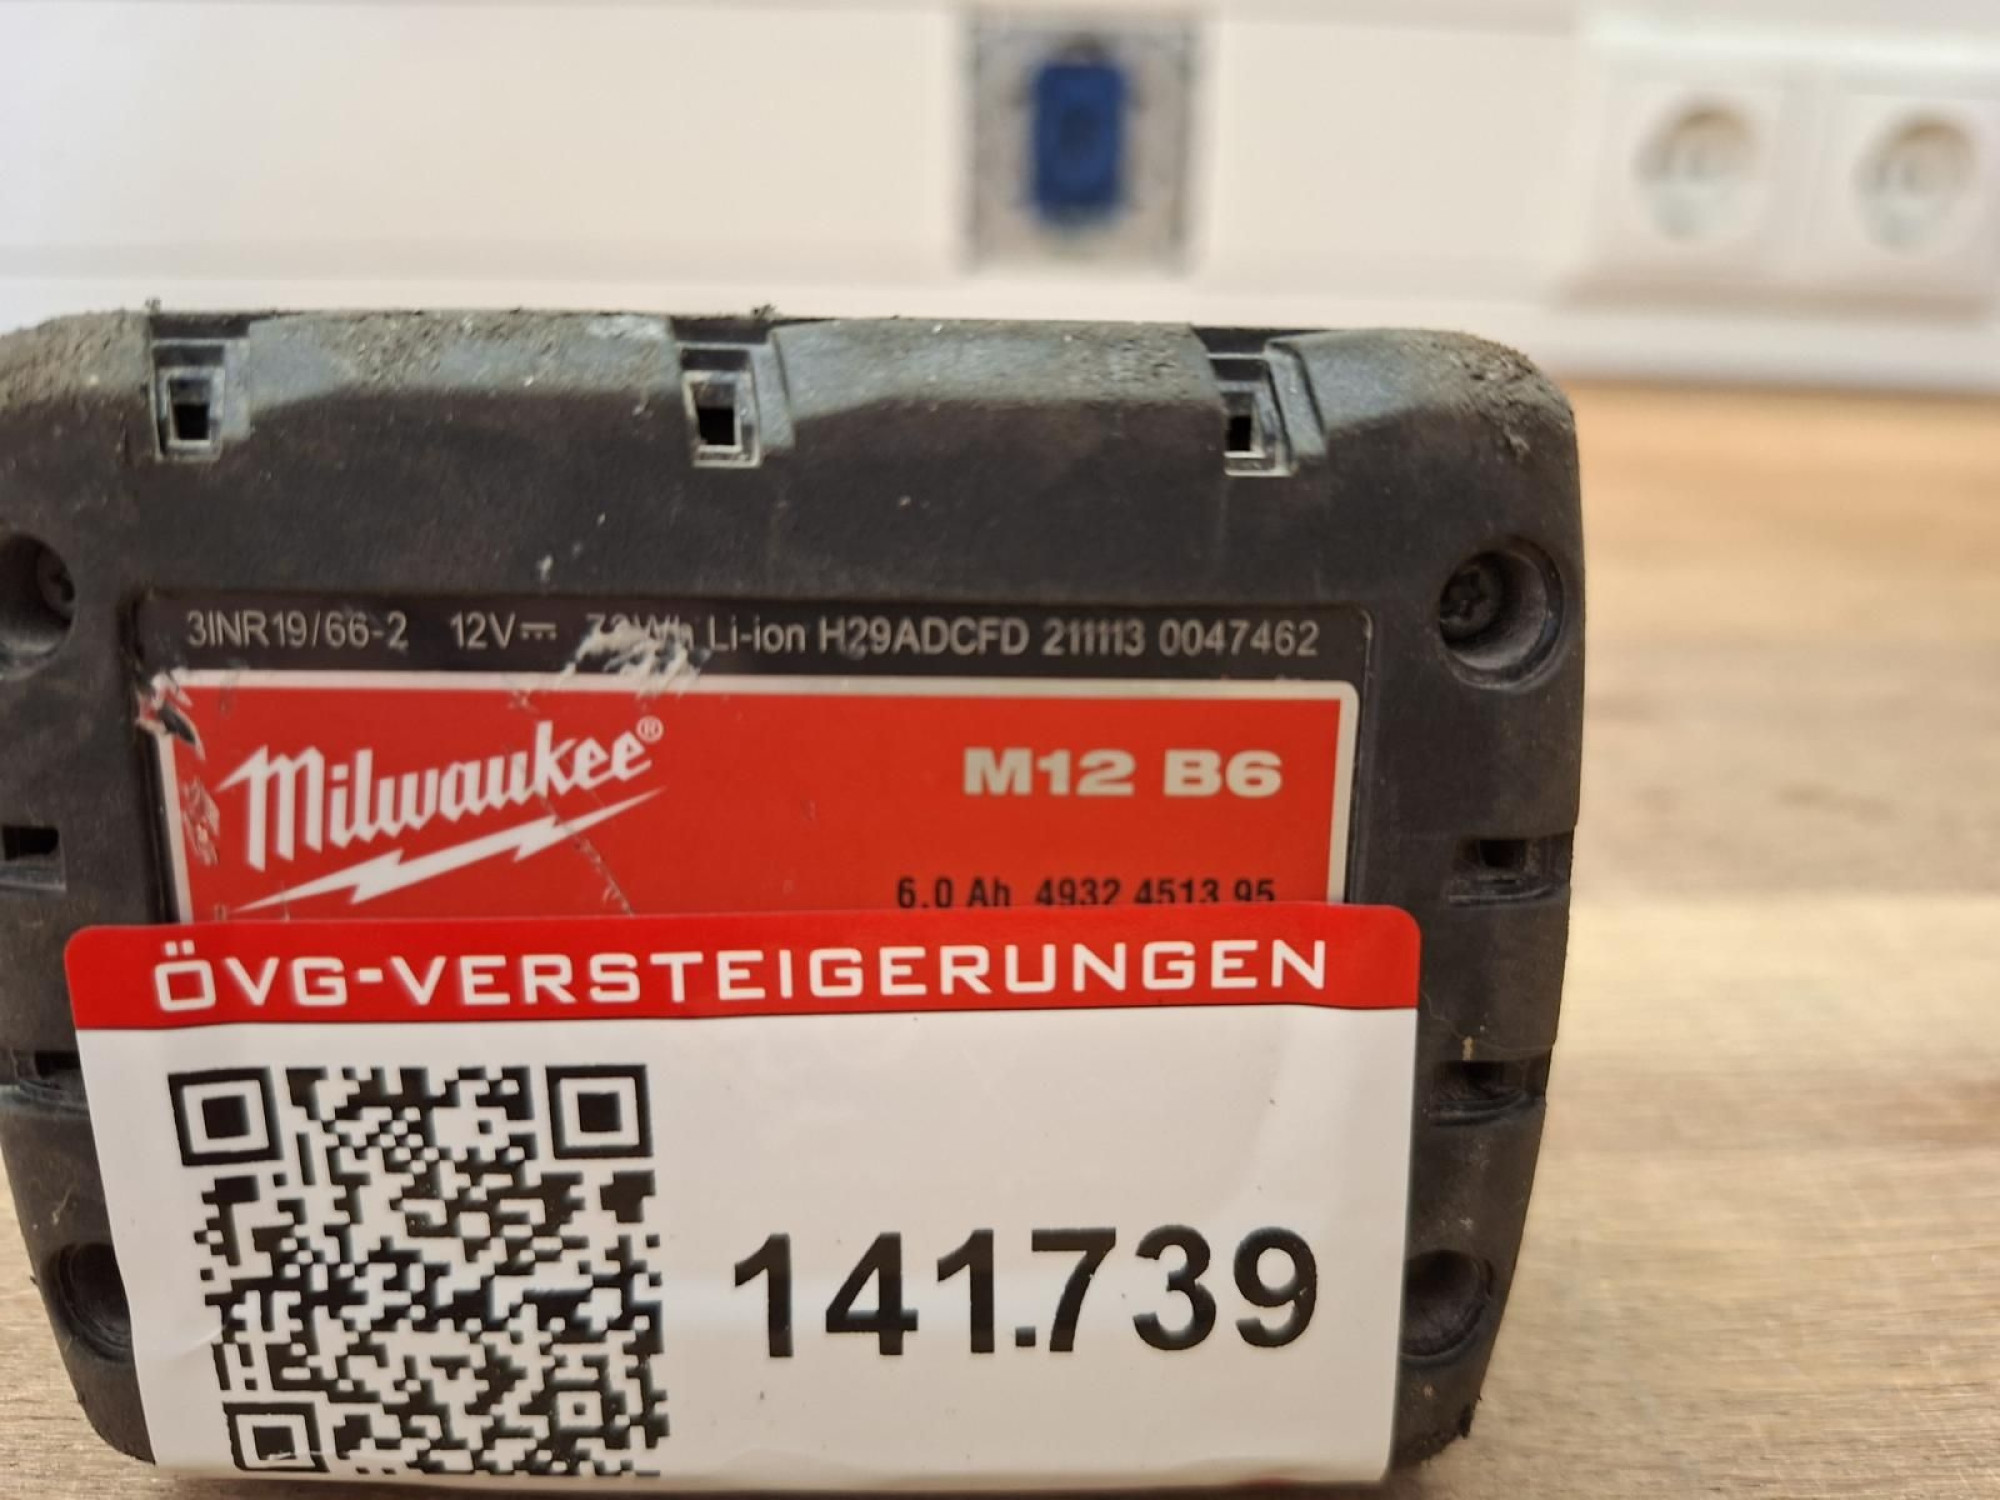 3INR19/66-2 12V⎓ Li-ion H29ADCFD 211113 0047462
Milwaukee®
M12 B6
6.0 Ah 4932 4513 95
ÖVG-VERSTEIGERUNGEN
141.739